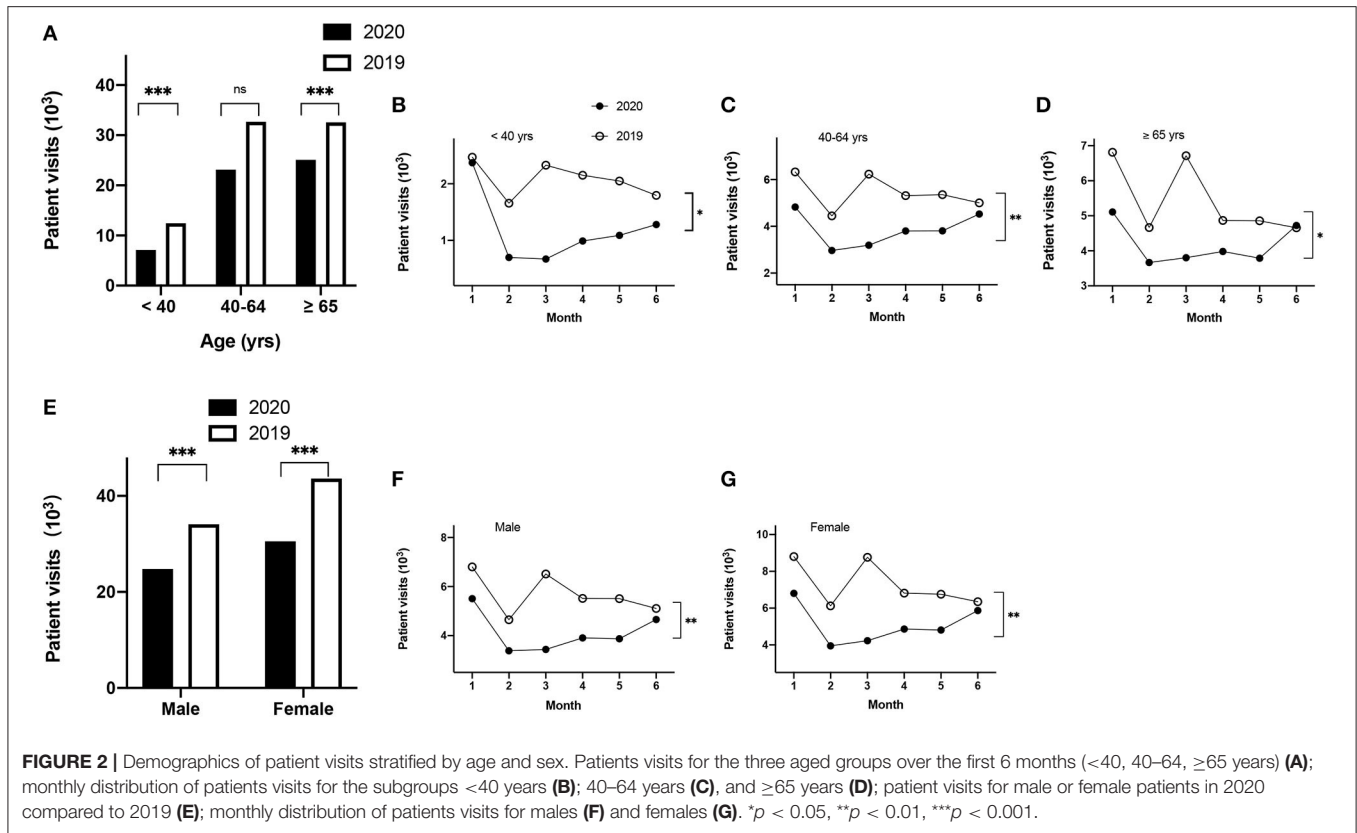 A
2020
2019
Patient visits (10³)
40
30
20
10
0
***
ns
***
< 40
40-64
≥ 65
Age (yrs)
B
2020
2019
< 40 yrs
Patient visits (10³)
2
1
*
1 2 3 4 5 6
Month
C
40-64 yrs
Patient visits (10³)
6
4
2
**
1 2 3 4 5 6
Month
D
≥ 65 yrs
Patient visits (10³)
7
6
5
4
3
*
1 2 3 4 5 6
Month
E
2020
2019
Patient visits (10³)
40
20
0
***
***
Male
Female
F
Male
Patient visits (10³)
8
6
4
**
1 2 3 4 5 6
Month
G
Female
Patient visits (10³)
10
8
6
4
**
1 2 3 4 5 6
Month
FIGURE 2 | Demographics of patient visits stratified by age and sex. Patients visits for the three aged groups over the first 6 months (<40, 40–64, ≥65 years) (A);
monthly distribution of patients visits for the subgroups <40 years (B); 40–64 years (C), and ≥65 years (D); patient visits for male or female patients in 2020
compared to 2019 (E); monthly distribution of patients visits for males (F) and females (G). *p < 0.05, **p < 0.01, ***p < 0.001.